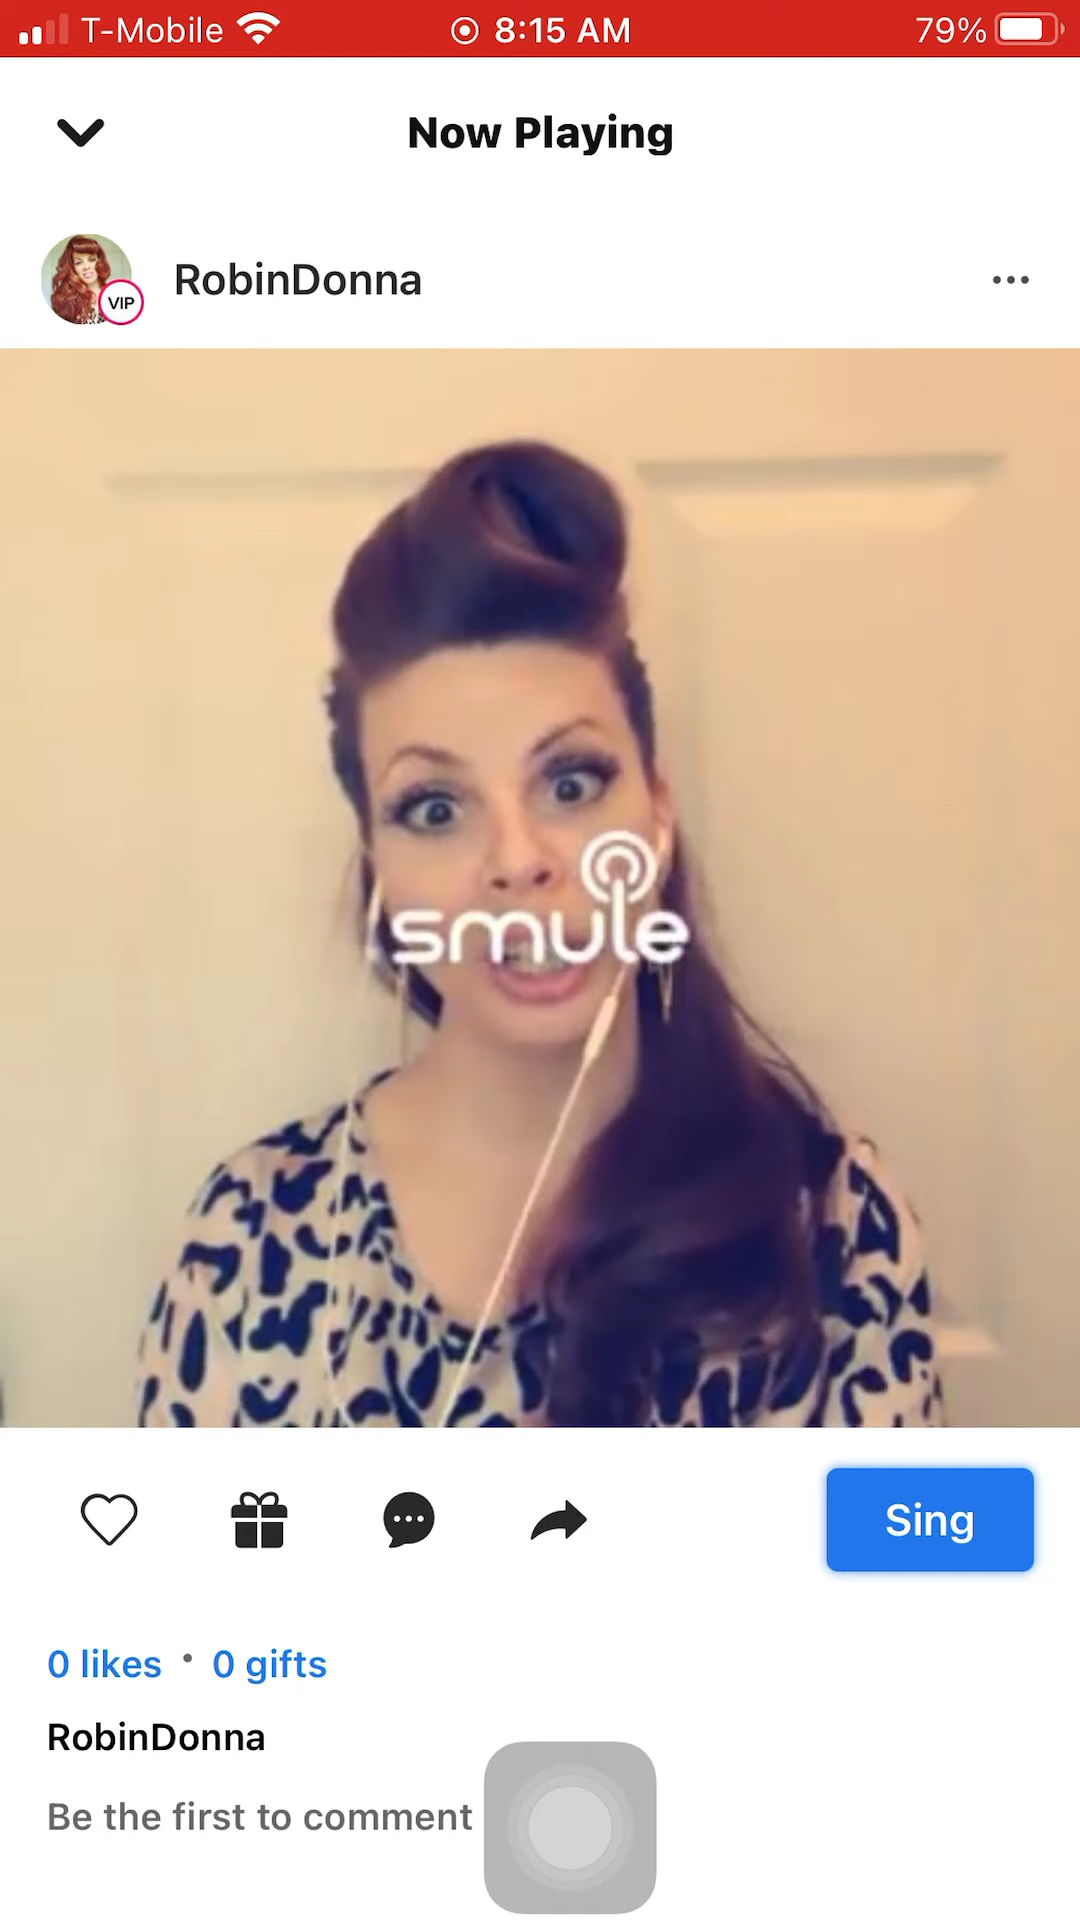 T-Mobile 8:15 AM 79%
Now Playing
VIP
RobinDonna
smule
Sing
0 likes • 0 gifts
RobinDonna
Be the first to comment